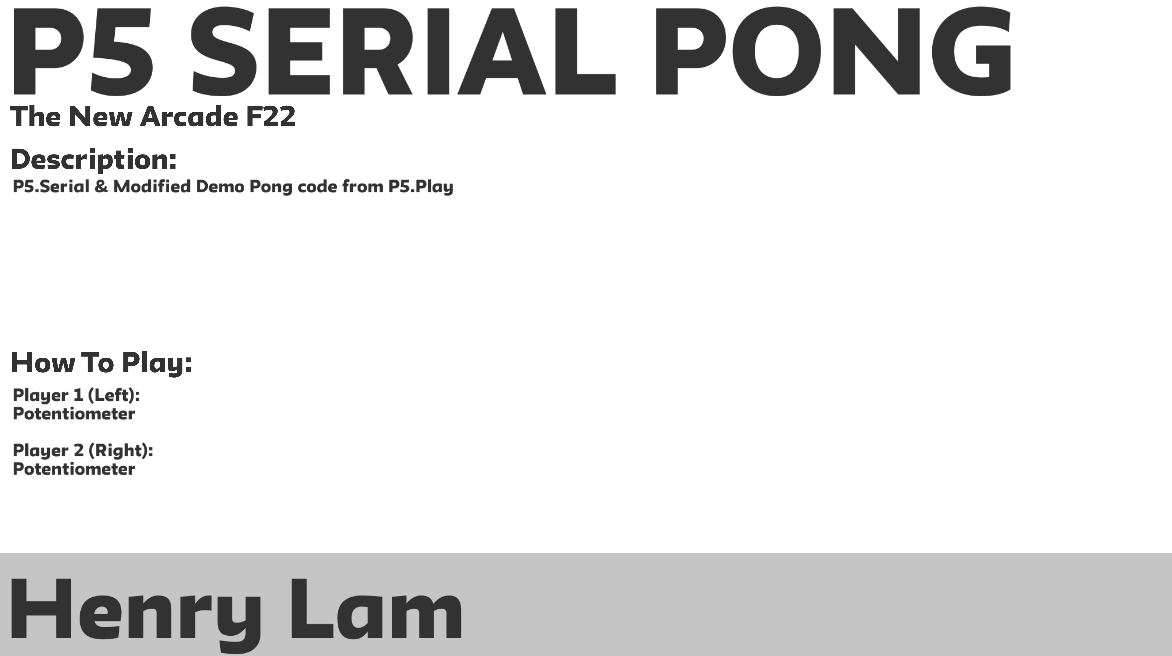 P5 SERIAL PONG
The New Arcade F22
Description:
P5.Serial & Modified Demo Pong code from P5.Play
How To Play:
Player 1 (Left):
Potentiometer
Player 2 (Right):
Potentiometer
Henry Lam